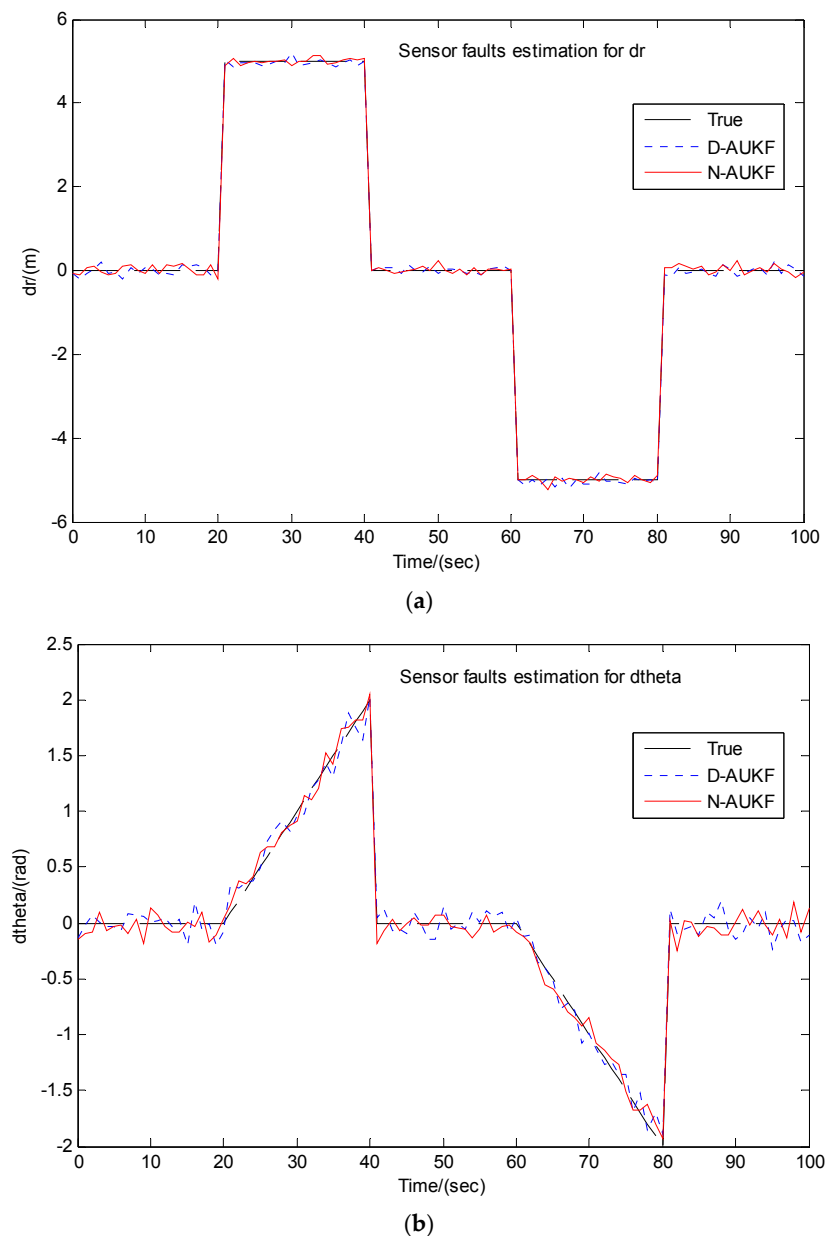 6
Sensor faults estimation for dr
4
True
D-AUKF
N-AUKF
2
dr/(m)
0
-2
-4
-6
0 10 20 30 40 50 60 70 80 90 100
Time/(sec)
(a)
2.5
Sensor faults estimation for dtheta
2
True
D-AUKF
N-AUKF
1.5
1
0.5
dtheta/(rad)
0
-0.5
-1
-1.5
-2
0 10 20 30 40 50 60 70 80 90 100
Time/(sec)
(b)